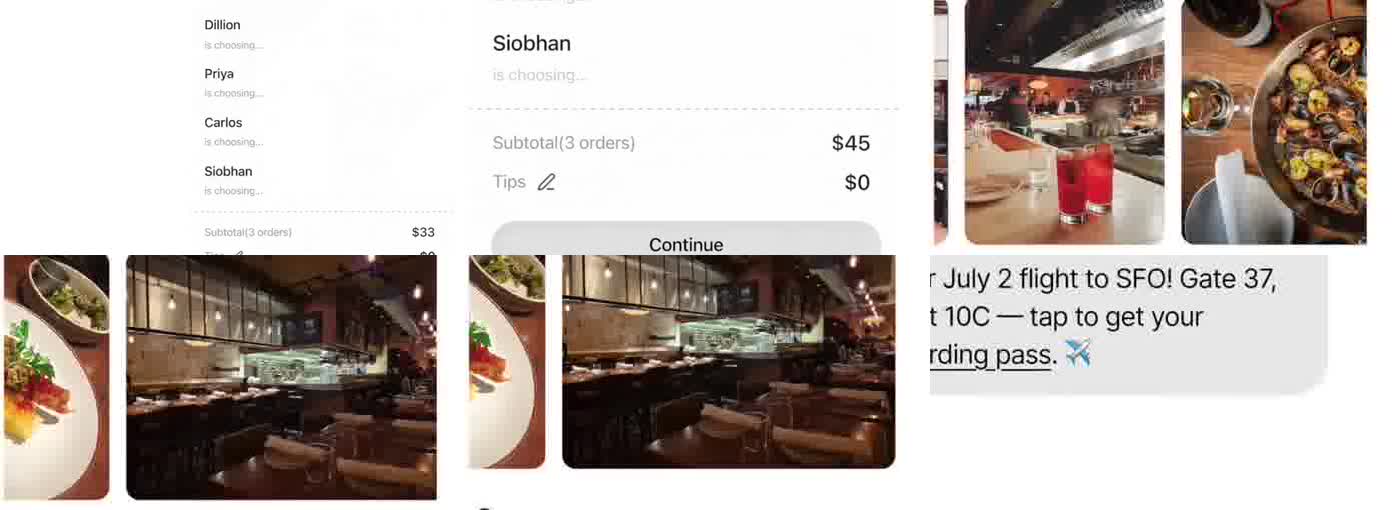 Dillion
is choosing...
Priya
is choosing...
Carlos
is choosing...
Siobhan
is choosing...
Subtotal(3 orders) $33
Siobhan
is choosing...
Subtotal(3 orders) $45
Tips $0
Continue
July 2 flight to SFO! Gate 37,
10C — tap to get your
pass. ✈️